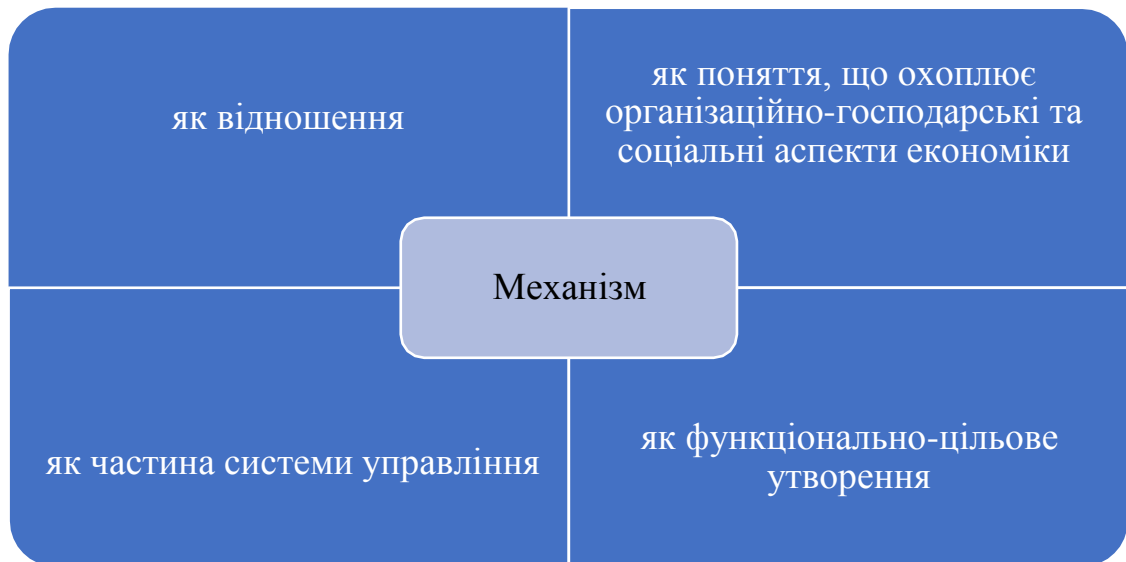 як відношення
як поняття, що охоплює
організаційно-господарські та
соціальні аспекти економіки
Механізм
як частина системи управління
як функціонально-цільове
утворення